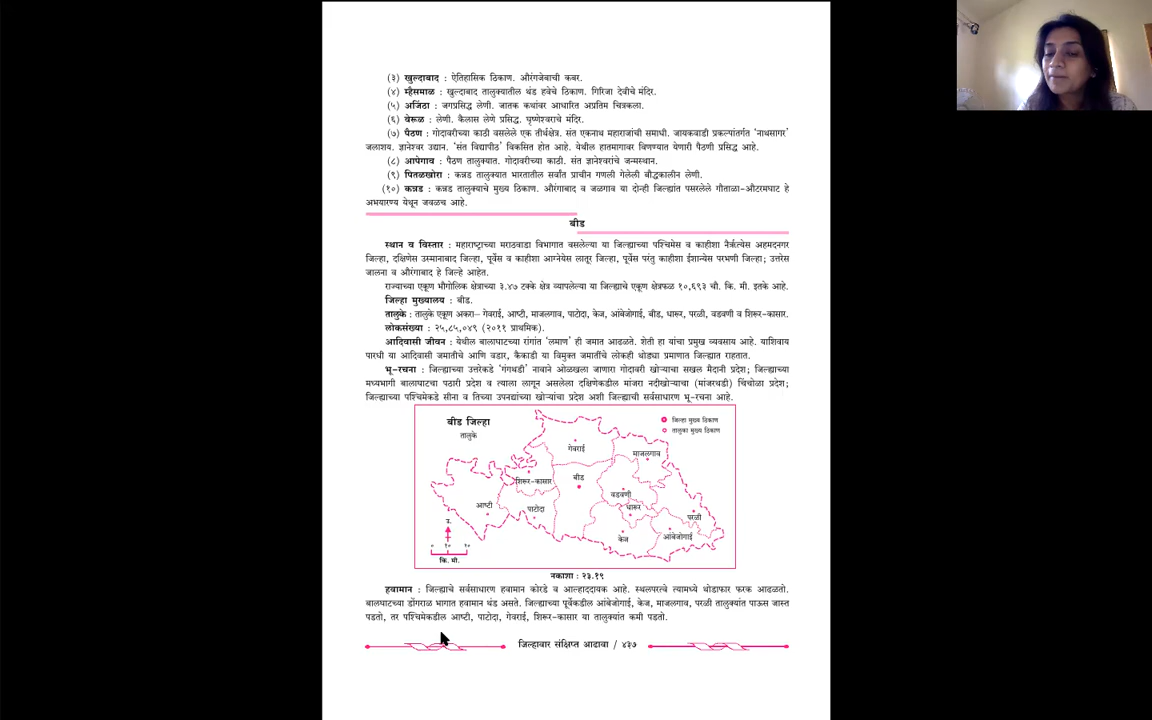 (३) खुल्दाबाद : ऐतिहासिक ठिकाण. औरंगजेबाची कबर.
(४) म्हैसमाळ : खुल्दाबाद तालुक्यातील थंड हवेचे ठिकाण. गिरिजा देवीचे मंदिर.
(५) अजिंठा : जगप्रसिद्ध लेणी. जातक कथांवर आधारित अप्रतिम चित्रकला.
(६) वेरूळ : लेणी. कैलास लेणे प्रसिद्ध. घृष्णेश्वराचे मंदिर.
(७) पैठण : गोदावरीच्या काठी वसलेले एक तीर्थक्षेत्र. संत एकनाथ महाराजांची समाधी. जायकवाडी प्रकल्पांतर्गत 'नाथसागर'
जलाशय. ज्ञानेश्वर उद्यान. 'संत विद्यापीठ' विकसित होत आहे. येथील हातमागावर विणण्यात येणारी पैठणी प्रसिद्ध आहे.
(८) आपेगाव : पैठण तालुक्यात. गोदावरीच्या काठी. संत ज्ञानेश्वरांचे जन्मस्थान.
(९) पितळखोरा : कन्नड तालुक्यात भारतातील सर्वांत प्राचीन गणली गेलेली बौद्धकालीन लेणी.
(१०) कन्नड : कन्नड तालुक्याचे मुख्य ठिकाण. औरंगाबाद व जळगाव या दोन्ही जिल्ह्यांत पसरलेले गौताळा-औटरमघाट हे
अभयारण्य येथून जवळच आहे.
बीड
स्थान व विस्तार : महाराष्ट्राच्या मराठवाडा विभागात वसलेल्या या जिल्ह्याच्या पश्चिमेस व काहीशा नैर्ऋत्येस अहमदनगर
जिल्हा, दक्षिणेस उस्मानाबाद जिल्हा, पूर्वेस व काहीशा आग्नेयेस लातूर जिल्हा, पूर्वेस परंतु काहीशा ईशान्येस परभणी जिल्हा; उत्तरेस
जालना व औरंगाबाद हे जिल्हे आहेत.
राज्याच्या एकूण भौगोलिक क्षेत्राच्या ३.४७ टक्के क्षेत्र व्यापलेल्या या जिल्ह्याचे एकूण क्षेत्रफळ १०,६९३ चौ. कि. मी. इतके आहे.
जिल्हा मुख्यालय : बीड.
तालुके : तालुके एकूण अकरा– गेवराई, आष्टी, माजलगाव, पाटोदा, केज, आंबेजोगाई, बीड, धारूर, परळी, वडवणी व शिरूर-कासार.
लोकसंख्या : २५,८५,०४९ (२०११ प्राथमिक).
आदिवासी जीवन : येथील बालाघाटच्या रांगांत 'लमाण' ही जमात आढळते. शेती हा यांचा प्रमुख व्यवसाय आहे. याशिवाय
पारधी या आदिवासी जमातीचे आणि वडार, कैकाडी या विमुक्त जमातींचे लोकही थोड्या प्रमाणात जिल्ह्यात राहतात.
भू-रचना : जिल्ह्याच्या उत्तरेकडे 'गंगथडी' नावाने ओळखला जाणारा गोदावरी खोऱ्याचा सखल मैदानी प्रदेश; जिल्ह्याच्या
मध्यभागी बालाघाटचा पठारी प्रदेश व त्याला लागून असलेला दक्षिणेकडील मांजरा नदीखोऱ्याचा (मांजरथडी) चिंचोळा प्रदेश;
जिल्ह्याच्या पश्चिमेकडे सीना व तिच्या उपनद्यांच्या खोऱ्यांचा प्रदेश अशी जिल्ह्याची सर्वसाधारण भू-रचना आहे.
बीड जिल्हा
तालुके
जिल्हा मुख्य ठिकाण
तालुका मुख्य ठिकाण
गेवराई
माजलगाव
शिरूर-कासार
बीड
वडवणी
आष्टी
पाटोदा
धारूर
परळी
केज
आंबेजोगाई
उ.
० १० १०
कि. मी.
नकाशा : २३.१९
हवामान : जिल्ह्याचे सर्वसाधारण हवामान कोरडे व आल्हाददायक आहे. स्थलपरत्वे त्यामध्ये थोडाफार फरक आढळतो.
बालघाटच्या डोंगराळ भागात हवामान थंड असते. जिल्ह्याच्या पूर्वेकडील आंबेजोगाई, केज, माजलगाव, परळी तालुक्यांत पाऊस जास्त
पडतो, तर पश्चिमेकडील आष्टी, पाटोदा, गेवराई, शिरूर-कासार या तालुक्यांत कमी पडतो.
जिल्हावार संक्षिप्त आढावा / ४२७